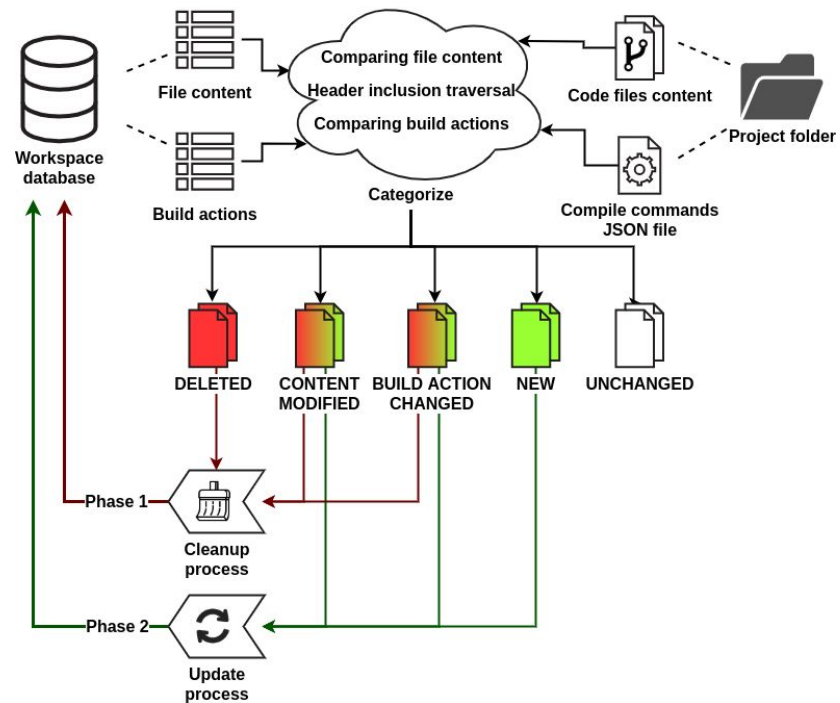 Comparing file content
Header inclusion traversal
Comparing build actions
File content
Code files content
Project folder
Workspace
database
Build actions
Categorize
Compile commands
JSON file
DELETED
CONTENT
MODIFIED
BUILD ACTION
CHANGED
NEW
UNCHANGED
Phase 1
Cleanup
process
Phase 2
Update
process